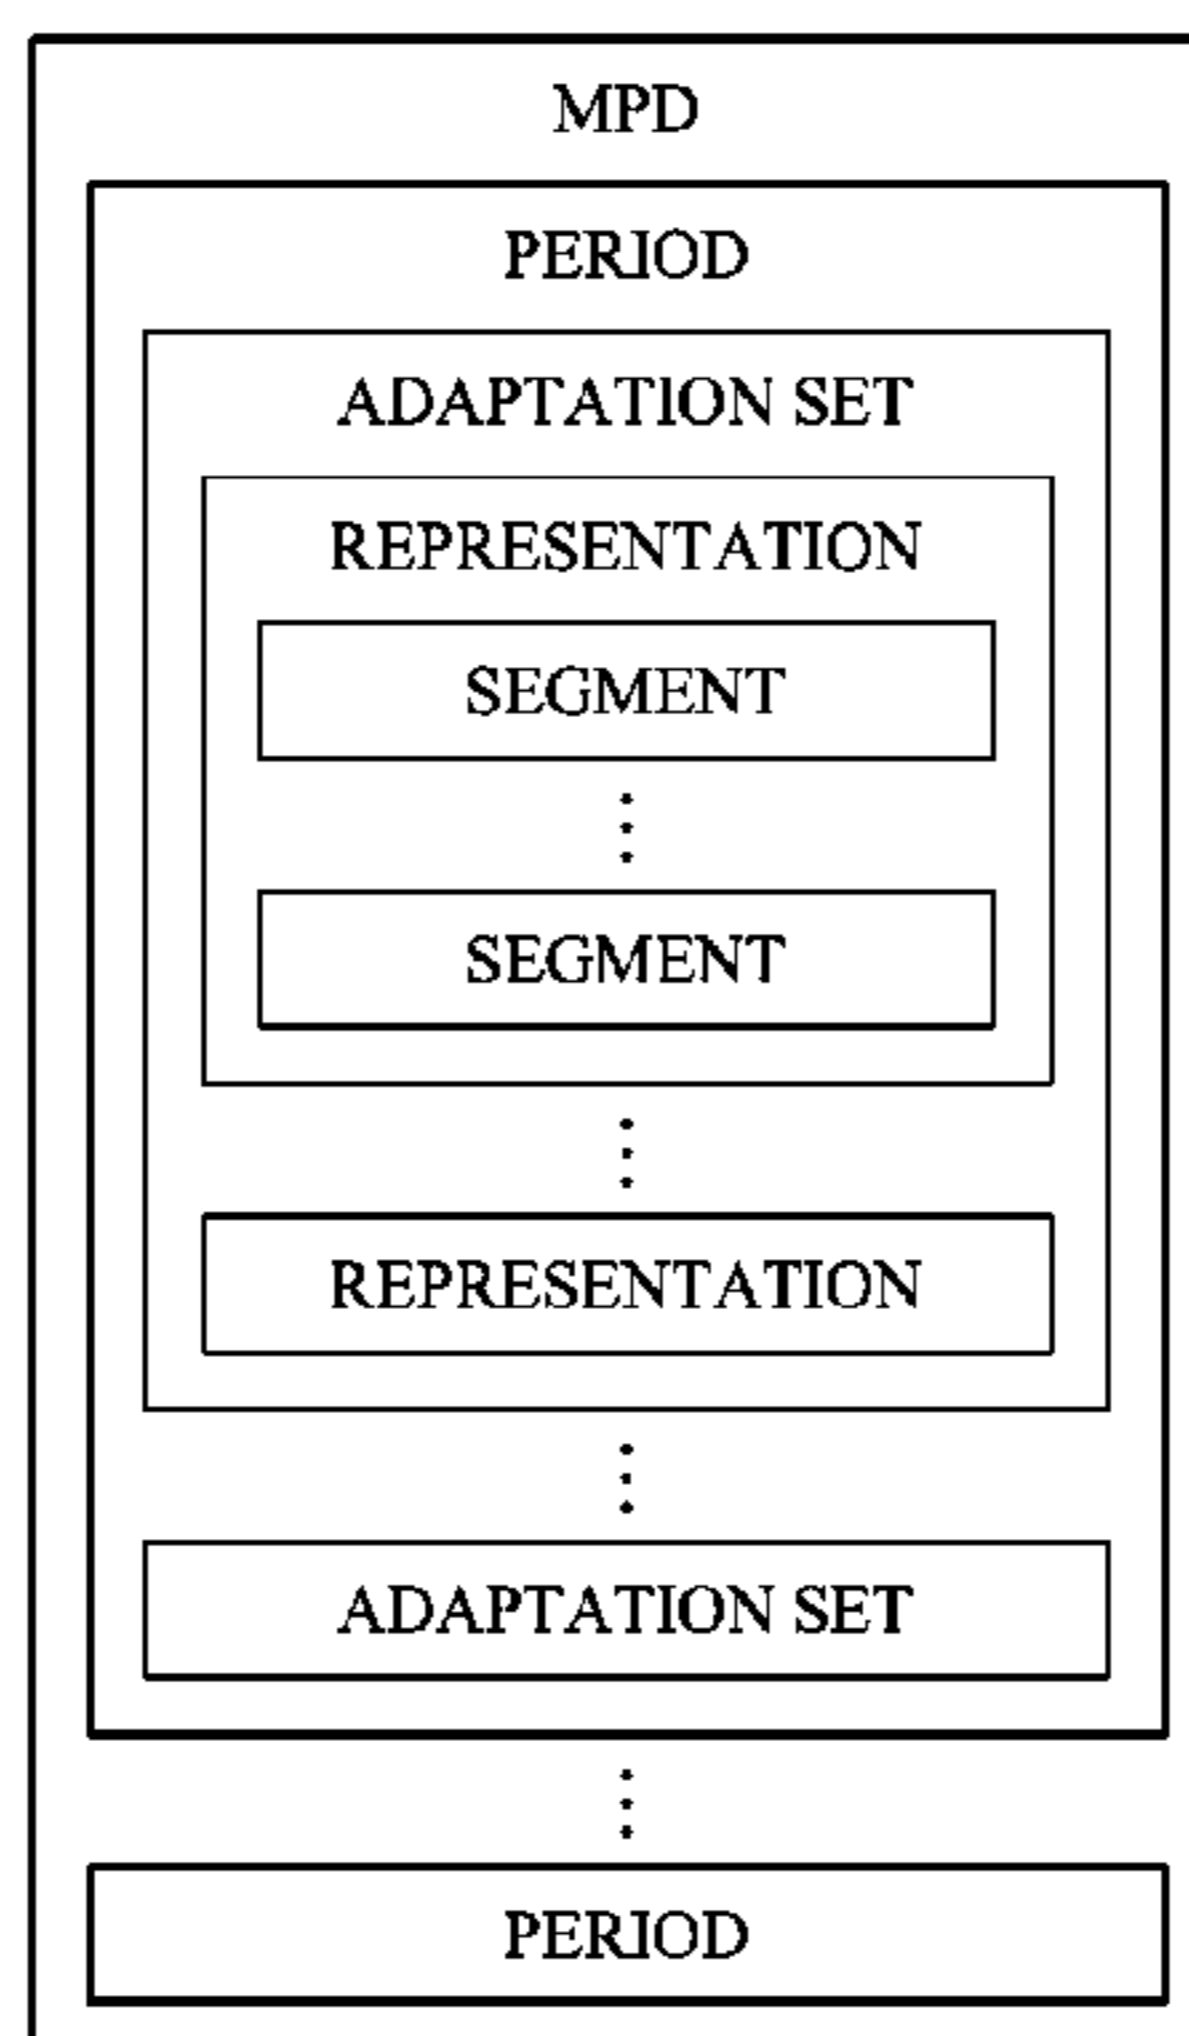 MPD
PERIOD
ADAPTATION SET
REPRESENTATION
SEGMENT
SEGMENT
REPRESENTATION
ADAPTATION SET
PERIOD